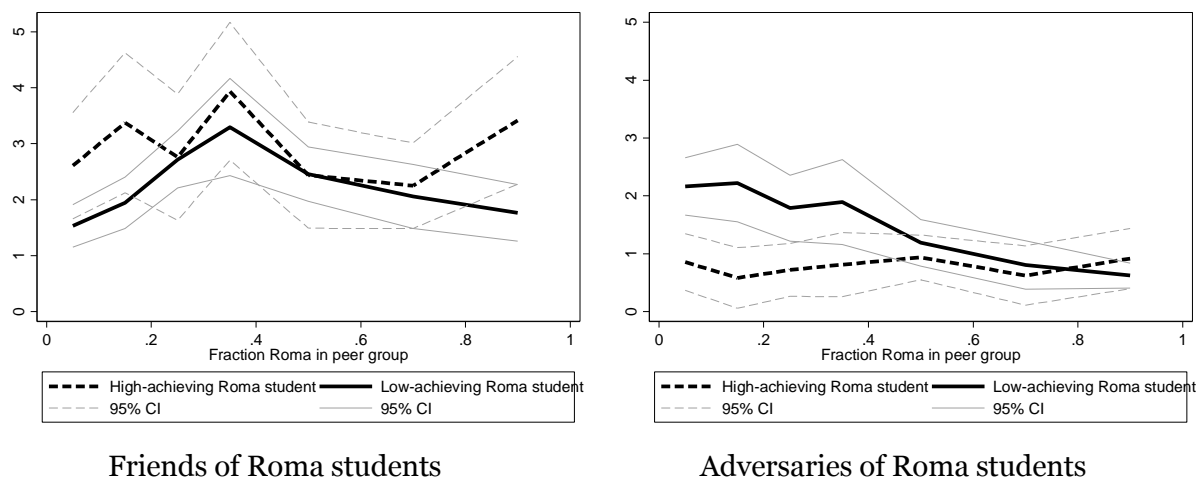 5
4
3
2
1
0
0
.2
.4
.6
.8
1
Fraction Roma in peer group
High-achieving Roma student
Low-achieving Roma student
95% CI
95% CI
Friends of Roma students
5
4
3
2
1
0
0
.2
.4
.6
.8
1
Fraction Roma in peer group
High-achieving Roma student
Low-achieving Roma student
95% CI
95% CI
Adversaries of Roma students